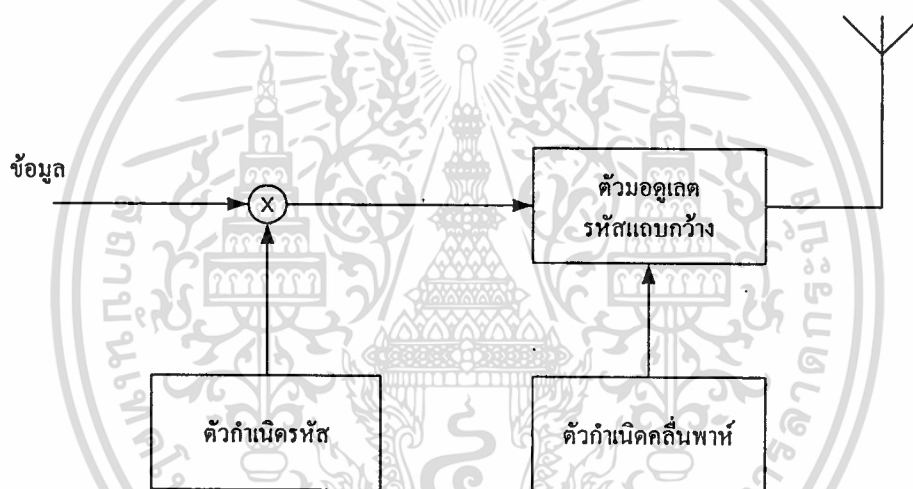 ข้อมูล
X
ตัวมอดูเลต
รหัสแถบกว้าง
ตัวกำเนิดรหัส
ตัวกำเนิดคลื่นพาห์